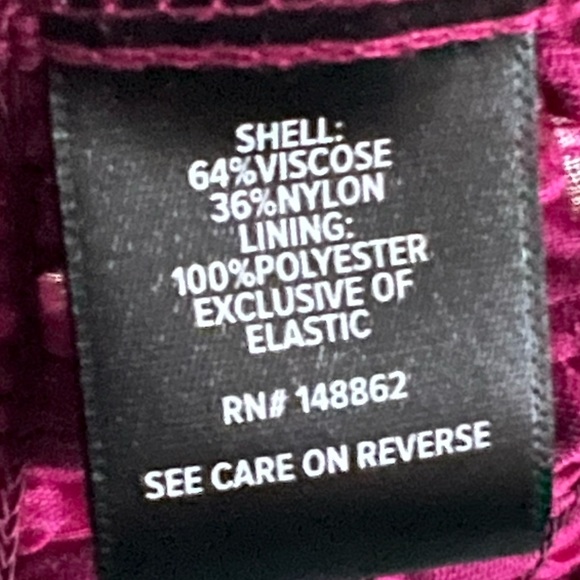 SHELL:
64%VISCOSE
36%NYLON
LINING:
100%POLYESTER
EXCLUSIVE OF
ELASTIC
RN# 148862
SEE CARE ON REVERSE